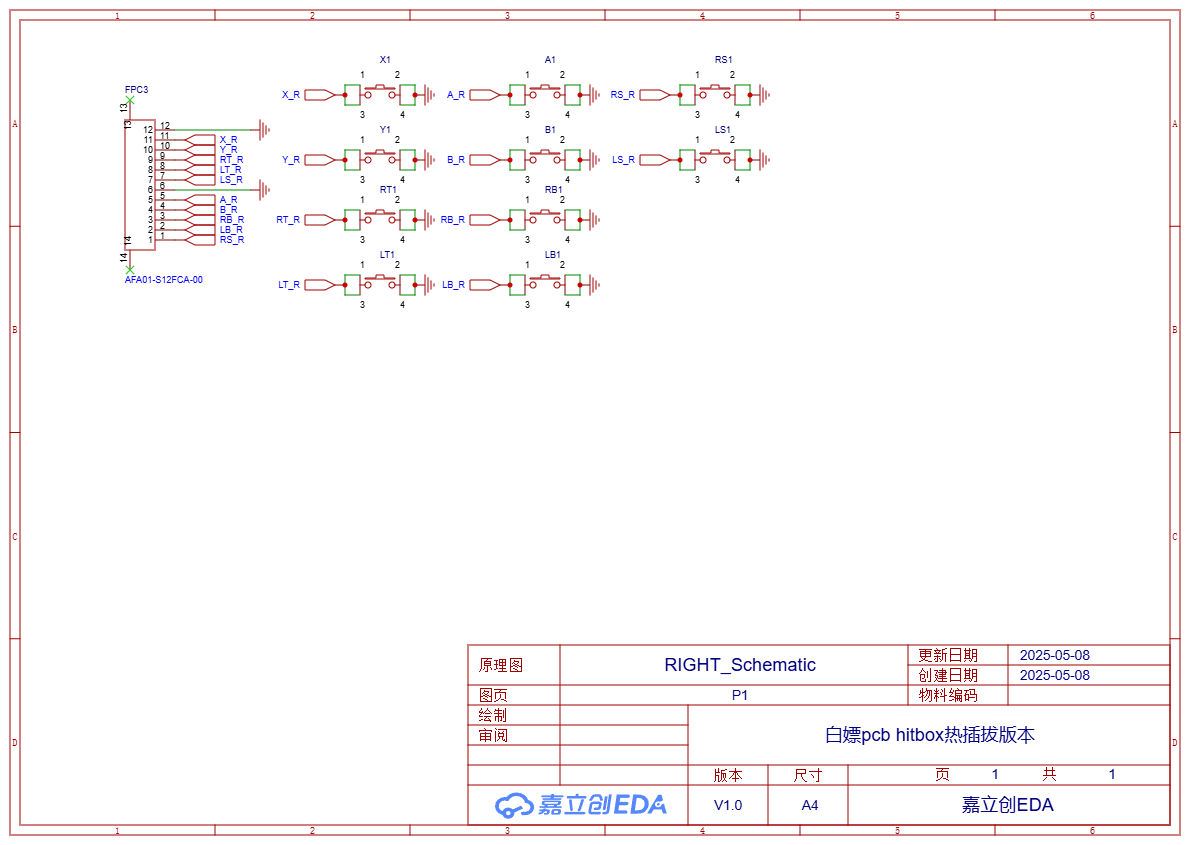 1 2 3 4 5 6
X1 A1 RS1
1 2 1 2 1 2
FPC3
X_R A_R RS_R
13
3 4 3 4 3 4
A A
13
12 12
Y1 B1 LS1
11 11 X_R
1 2 1 2 1 2
10 10 Y_R
9 9 RT_R
Y_R B_R LS_R
8 8 LT_R
7 7 LS_R
3 4 3 4 3 4
6 6
RT1 RB1
5 5 A_R
1 2 1 2
4 4 B_R
3 3 RB_R
RT_R RB_R
2 2 LB_R
1 1 RS_R
3 4 3 4
14
14
LT1 LB1
1 2 1 2
AFA01-S12FCA-00
LT_R LB_R
3 4 3 4
B B
C C
原理图 RIGHT_Schematic 更新日期 2025-05-08
创建日期 2025-05-08
图页 P1 物料编码
绘制
审阅 白嫖pcb hitbox热插拔版本
D D
版本 尺寸 页 1 共 1
嘉立创EDA V1.0 A4 嘉立创EDA
1 2 3 4 5 6